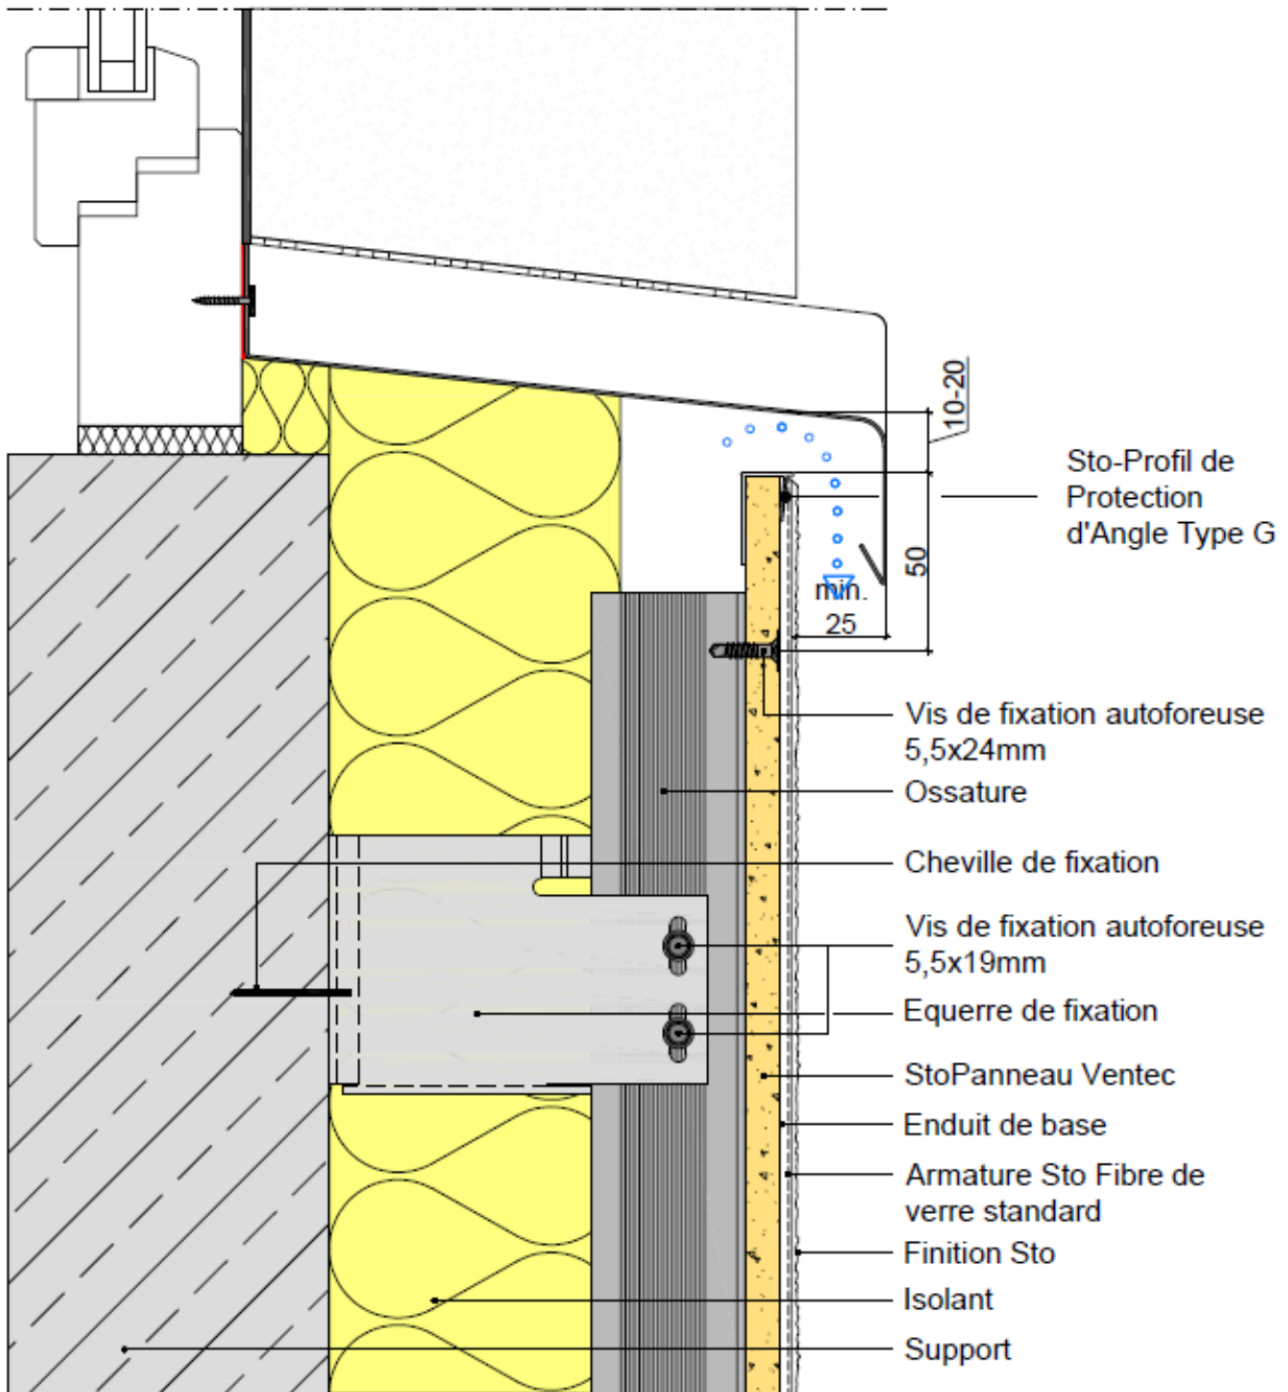 10-20
Sto-Profil de
Protection
d'Angle Type G
50
min.
25
Vis de fixation autoforeuse
5,5x24mm
Ossature
Cheville de fixation
Vis de fixation autoforeuse
5,5x19mm
Equerre de fixation
StoPanneau Ventec
Enduit de base
Armature Sto Fibre de
verre standard
Finition Sto
Isolant
Support